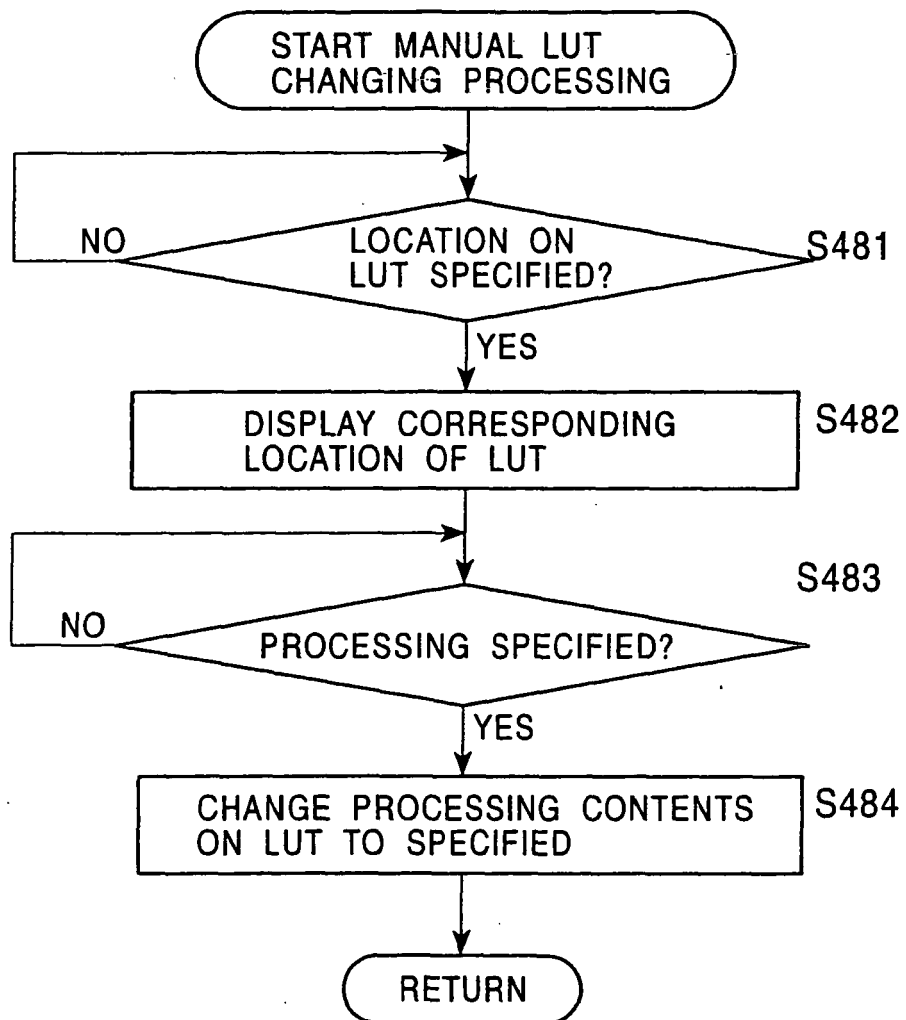 START MANUAL LUT
CHANGING PROCESSING
LOCATION ON
LUT SPECIFIED?
NO
S481
YES
DISPLAY CORRESPONDING
LOCATION OF LUT
S482
S483
NO
PROCESSING SPECIFIED?
YES
CHANGE PROCESSING CONTENTS
ON LUT TO SPECIFIED
S484
RETURN